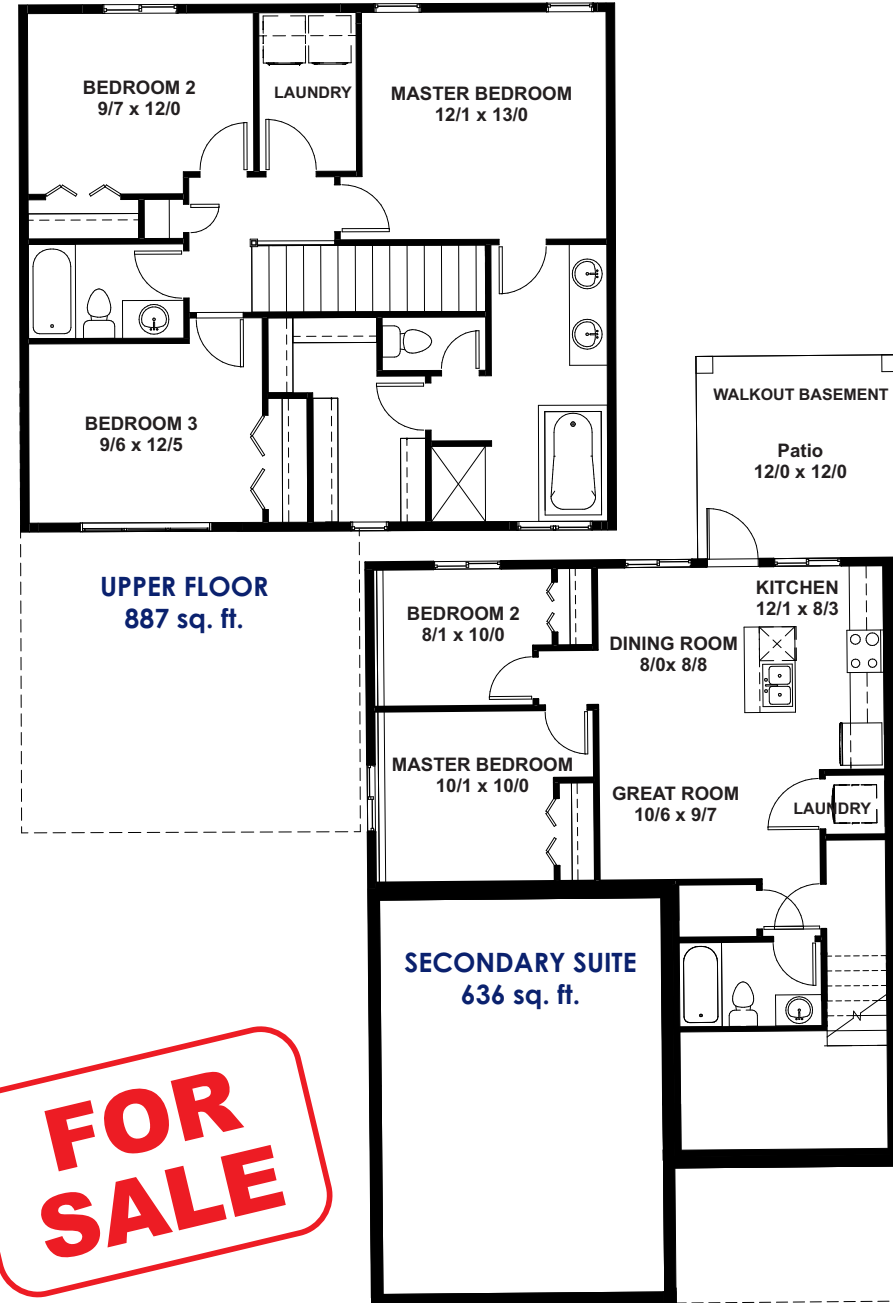 BEDROOM 2
9/7 x 12/0
LAUNDRY
MASTER BEDROOM
12/1 x 13/0
BEDROOM 3
9/6 x 12/5
UPPER FLOOR
887 sq. ft.
WALKOUT BASEMENT
Patio
12/0 x 12/0
BEDROOM 2
8/1 x 10/0
KITCHEN
12/1 x 8/3
DINING ROOM
8/0x 8/8
MASTER BEDROOM
10/1 x 10/0
GREAT ROOM
10/6 x 9/7
LAUNDRY
SECONDARY SUITE
636 sq. ft.
N
FOR
SALE